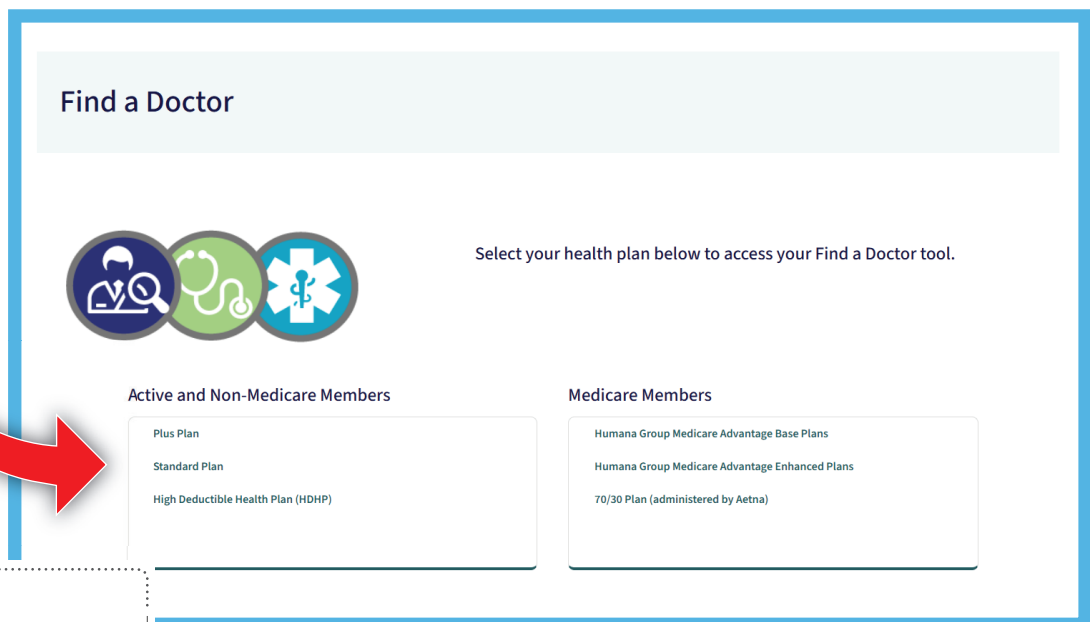 Find a Doctor
Select your health plan below to access your Find a Doctor tool.
Active and Non-Medicare Members
Plus Plan
Standard Plan
High Deductible Health Plan (HDHP)
Medicare Members
Humana Group Medicare Advantage Base Plans
Humana Group Medicare Advantage Enhanced Plans
70/30 Plan (administered by Aetna)